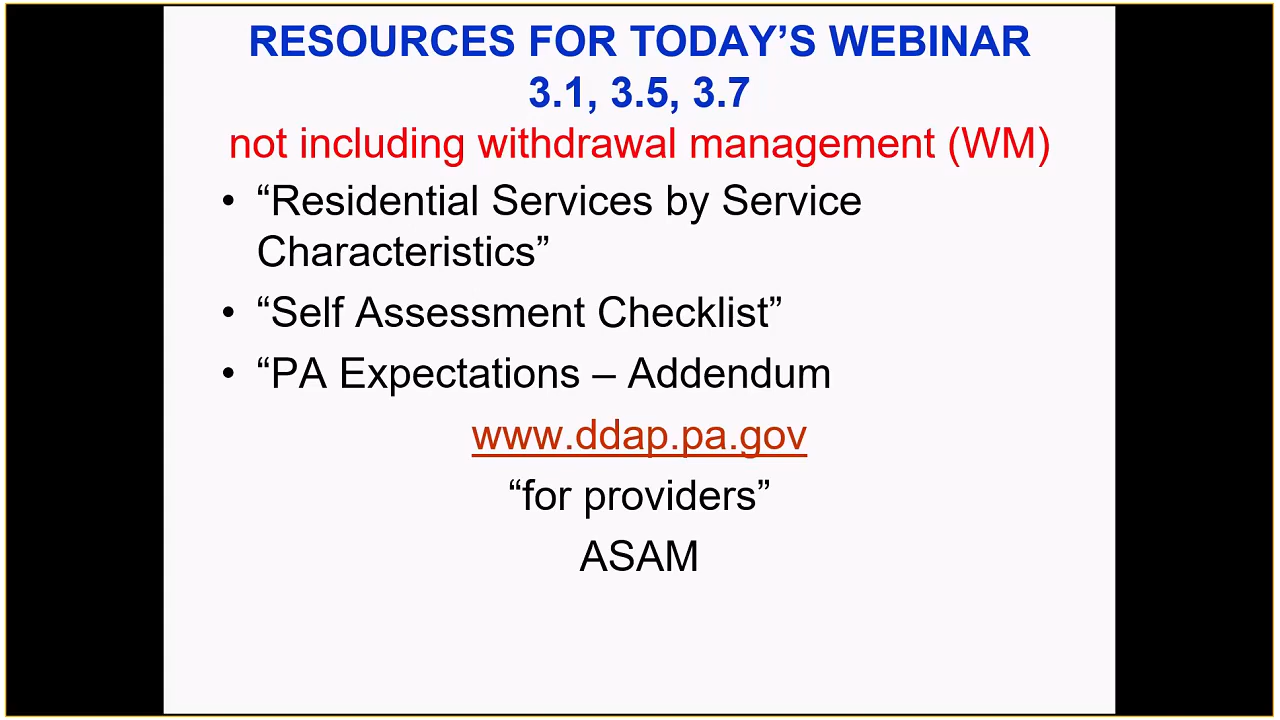 RESOURCES FOR TODAY’S WEBINAR
3.1, 3.5, 3.7
not including withdrawal management (WM)
• “Residential Services by Service
Characteristics”
• “Self Assessment Checklist”
• “PA Expectations – Addendum
www.ddap.pa.gov
“for providers”
ASAM